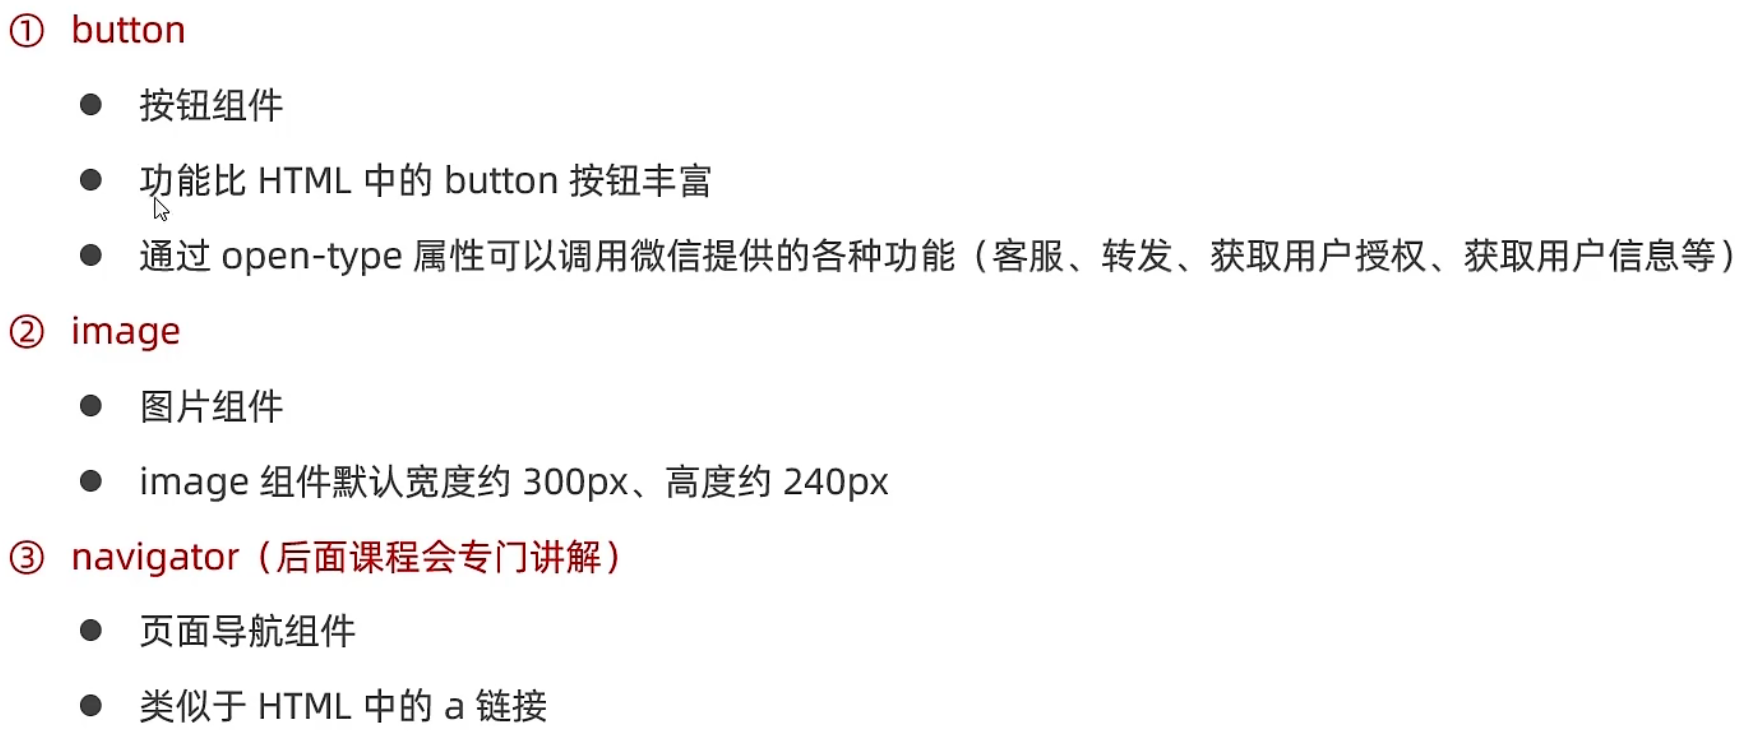 ① button
● 按钮组件
● 功能比 HTML 中的 button 按钮丰富
● 通过 open-type 属性可以调用微信提供的各种功能（客服、转发、获取用户授权、获取用户信息等）
② image
● 图片组件
● image 组件默认宽度约 300px、高度约 240px
③ navigator（后面课程会专门讲解）
● 页面导航组件
● 类似于 HTML 中的 a 链接